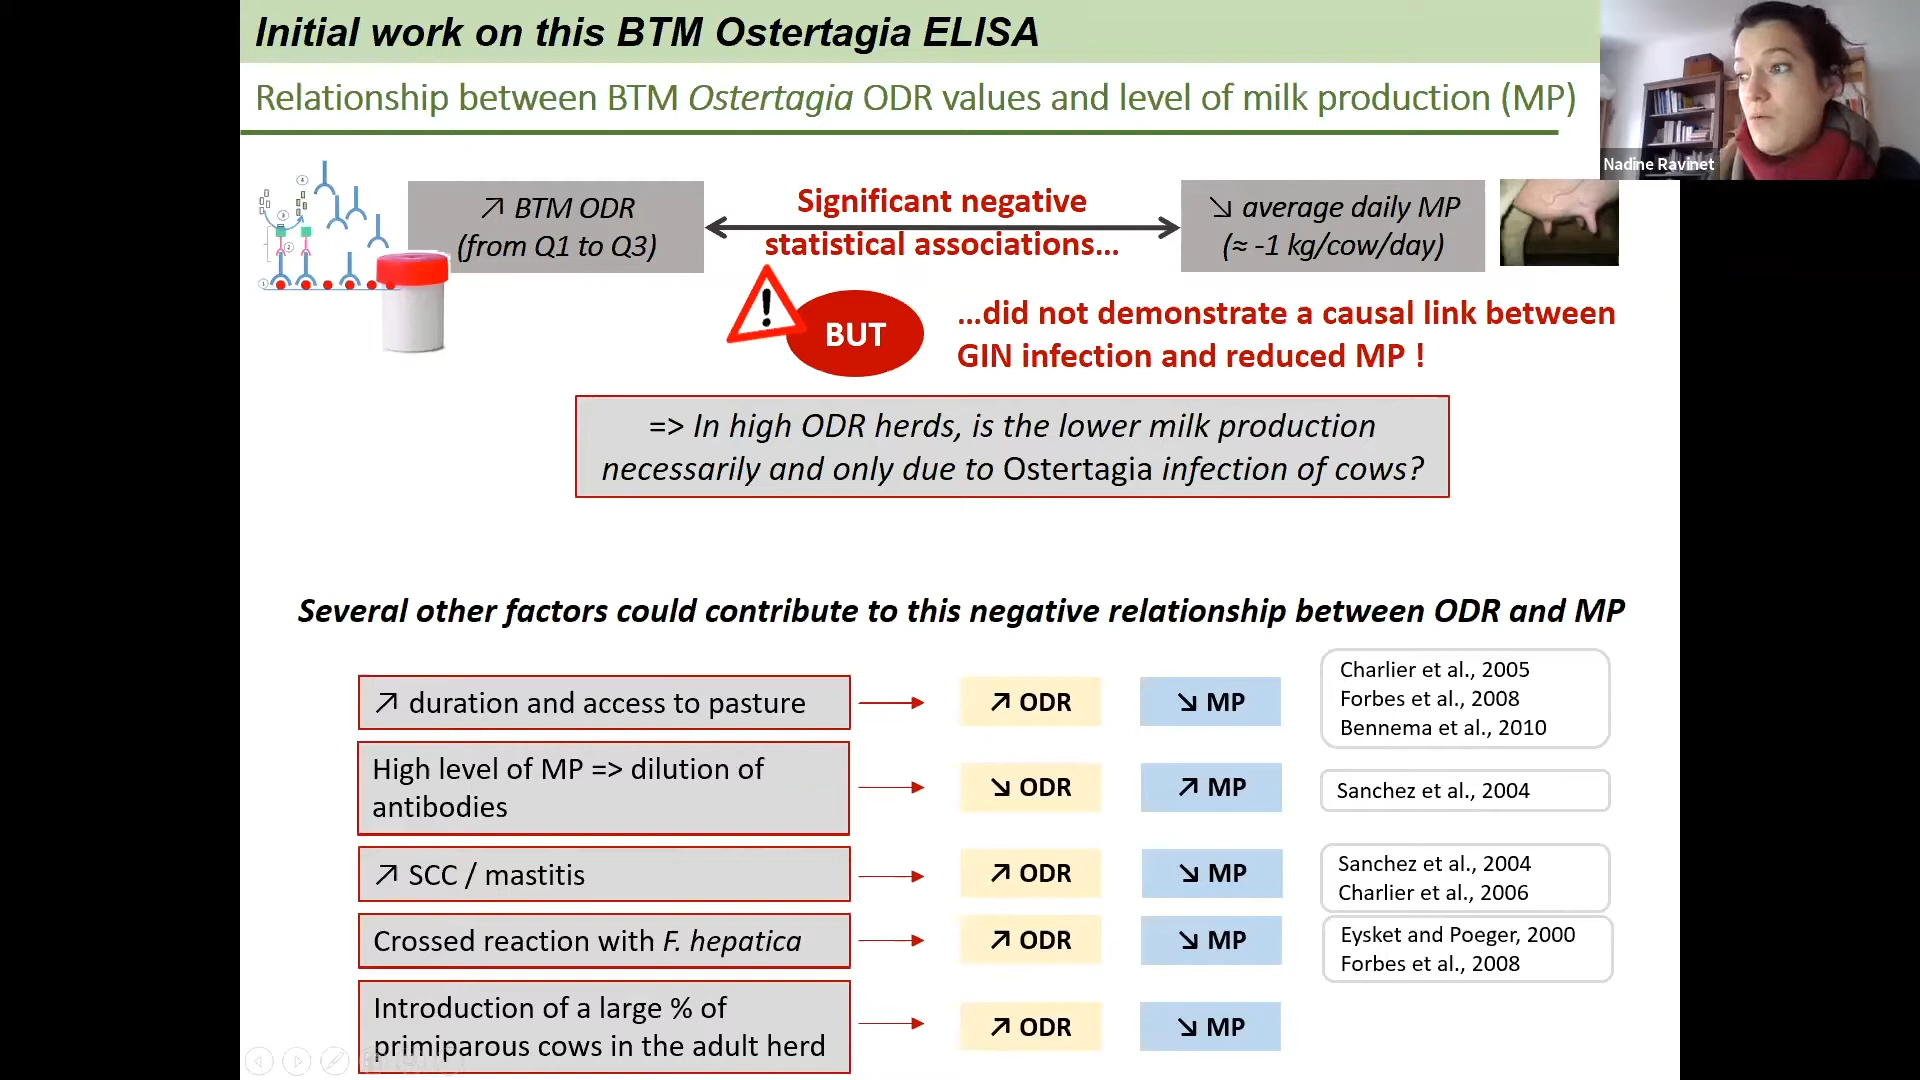 Initial work on this BTM Ostertagia ELISA
Relationship between BTM Ostertagia ODR values and level of milk production (MP)
Nadine Ravinet
↗ BTM ODR
(from Q1 to Q3)
Significant negative
statistical associations...
↘ average daily MP
(≈ -1 kg/cow/day)
!
BUT
...did not demonstrate a causal link between
GIN infection and reduced MP !
=> In high ODR herds, is the lower milk production
necessarily and only due to Ostertagia infection of cows?
Several other factors could contribute to this negative relationship between ODR and MP
↗ duration and access to pasture
↗ ODR
↘ MP
Charlier et al., 2005
Forbes et al., 2008
Bennema et al., 2010
High level of MP => dilution of
antibodies
↘ ODR
↗ MP
Sanchez et al., 2004
↗ SCC / mastitis
↗ ODR
↘ MP
Sanchez et al., 2004
Charlier et al., 2006
Crossed reaction with F. hepatica
↗ ODR
↘ MP
Eysket and Poeger, 2000
Forbes et al., 2008
Introduction of a large % of
primiparous cows in the adult herd
↗ ODR
↘ MP